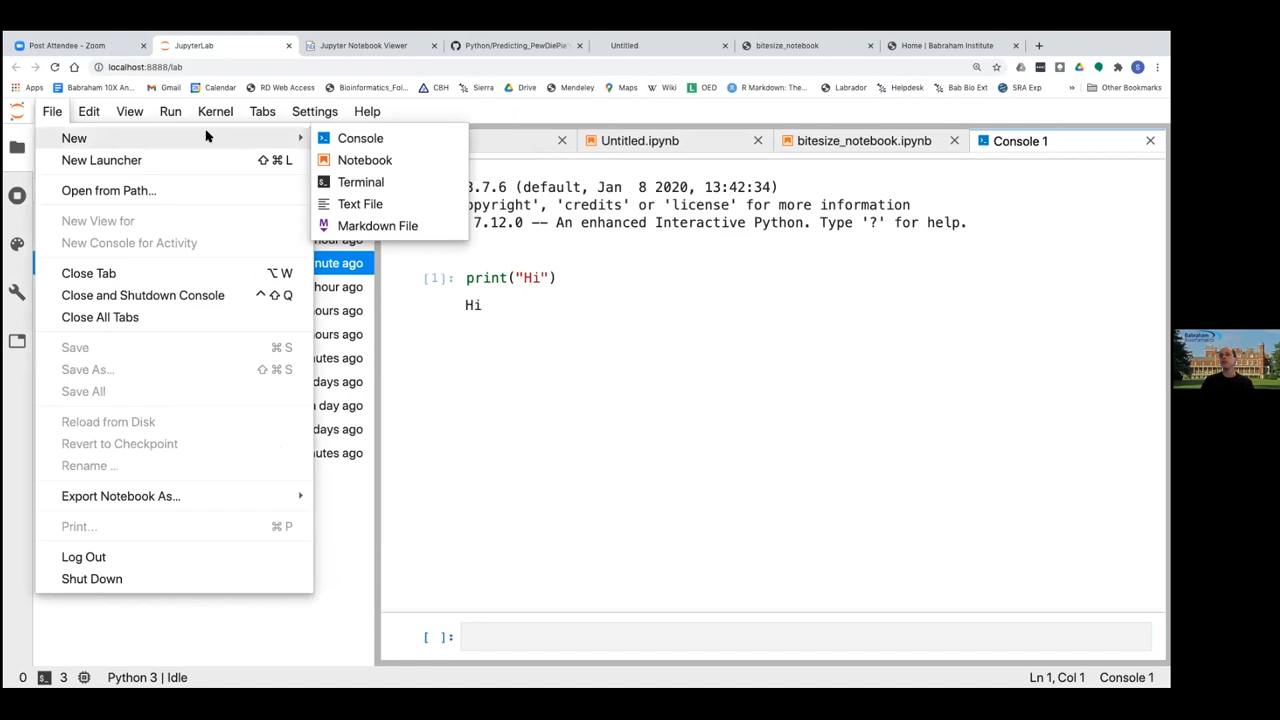 Post Attendee - Zoom
JupyterLab
Jupyter Notebook Viewer
Python/Predicting_PewDiePie'
Untitled
bitesize_notebook
Home | Babraham Institute
localhost:8888/lab
Apps
Babraham 10X An
Gmail
Calendar
RD Web Access
Bioinformatics_Fol...
CBH
Sierra
Drive
Mendeley
Maps
Wiki
OED
R Markdown: The...
Labrador
Helpdesk
Bab Bio Ext
SRA Exp
»
File Edit View Run Kernel Tabs Settings Help
New
New Launcher ⇧ ⌘ L
Open from Path...
New View for
New Console for Activity
Close Tab ⌥ W
Close and Shutdown Console ^ ⇧ Q
Close All Tabs
Save ⌘ S
Save As... ⇧ ⌘ S
Save All
Reload from Disk
Revert to Checkpoint
Rename ...
Export Notebook As...
Print... ⌘ P
Log Out
Shut Down
Console
Notebook
Terminal
Text File
Markdown File
nute ago
hour ago
ours ago
ours ago
nutes ago
days ago
a day ago
days ago
nutes ago
Untitled.ipynb
bitesize_notebook.ipynb
Console 1
3.7.6 (default, Jan 8 2020, 13:42:34)
opyright', 'credits' or 'license' for more information
7.12.0 -- An enhanced Interactive Python. Type '?' for help.
[1]: print("Hi")
Hi
[ ]:
0 3 Python 3 | Idle
Ln 1, Col 1 Console 1
Babraham
Bioinformatics